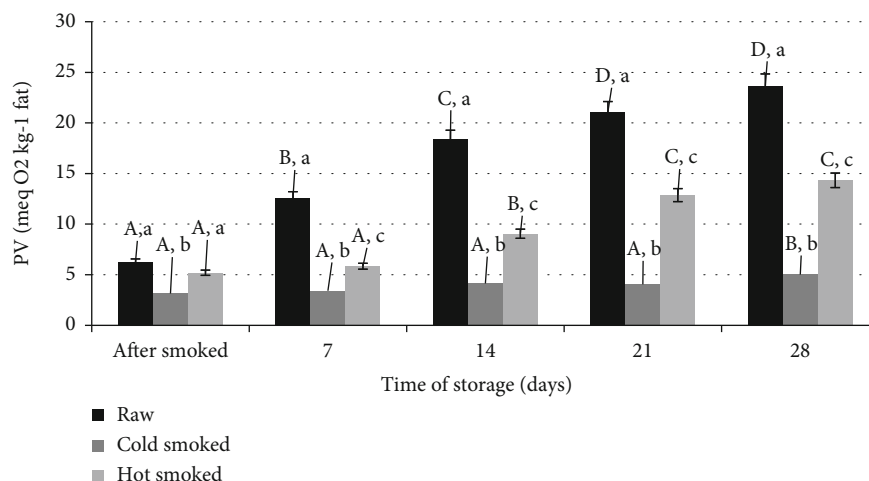 PV (meq O2 kg-1 fat)
30
25
20
15
10
5
0
A,a
A, b
A, a
B, a
A, b
A, c
C, a
A, b
B, c
D, a
A, b
C, c
D, a
B, b
C, c
After smoked 7 14 21 28
Time of storage (days)
Raw
Cold smoked
Hot smoked